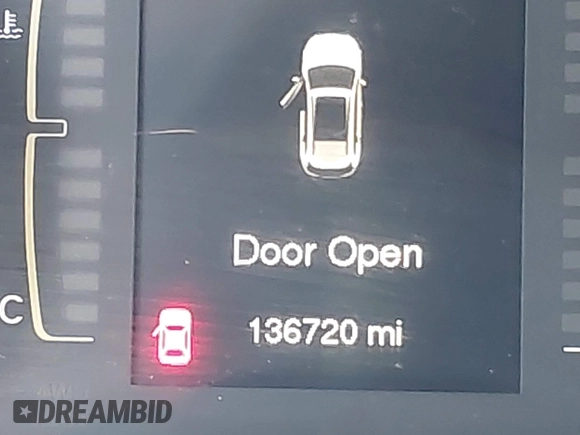 Door Open
136720 mi
C
DREAMBID